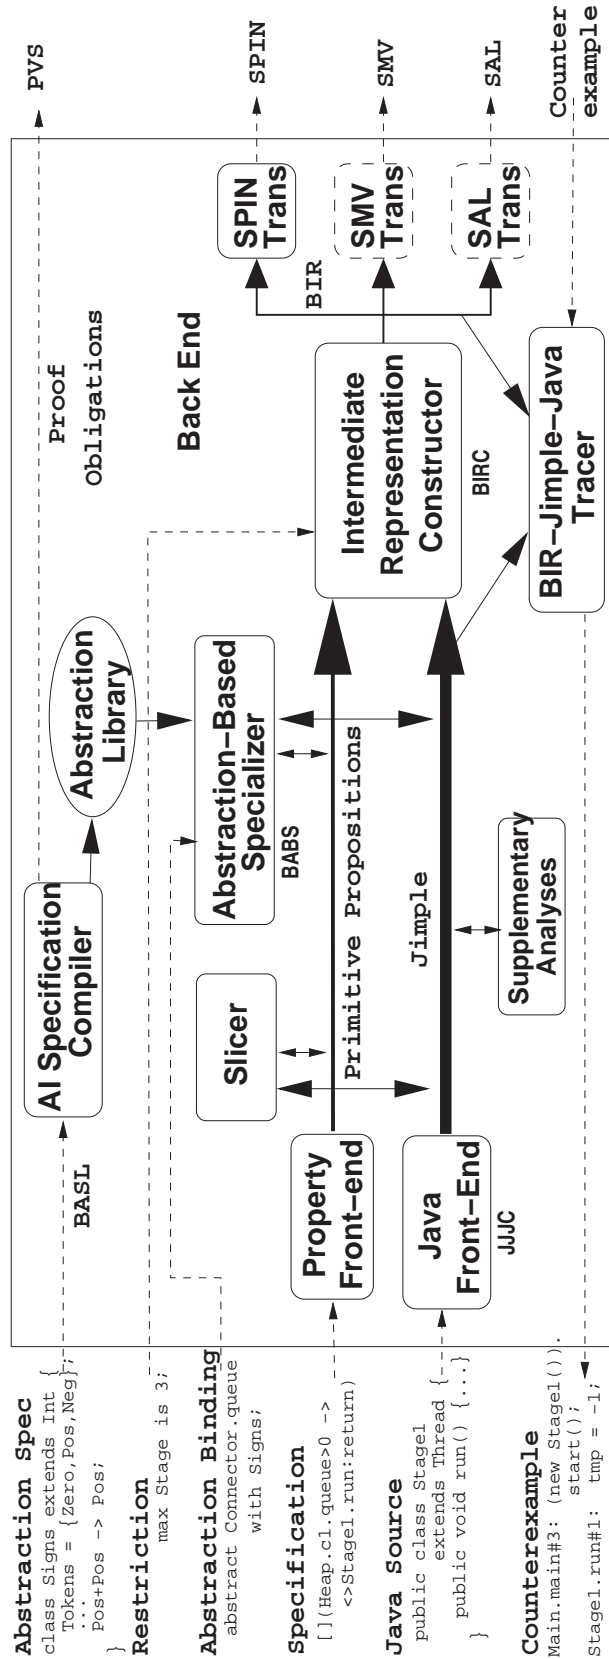 Abstraction Spec
class Signs extends Int {
Tokens = {Zero,Pos,Neg};
...
Pos+Pos -> Pos;
}
Restriction
max Stage is 3;
Abstraction Binding
abstract Connector.queue
with Signs;
Specification
[](Heap.cl.queue>0 ->
<>Stage1.run:return)
Java Source
public class Stage1
extends Thread {
public void run() {...}
}
Counterexample
Main.main#3: (new Stage1()).
start();
Stage1.run#1: tmp = -1;
BASL
AI Specification
Compiler
Abstraction
Library
Proof
Obligations
PVS
Slicer
Abstraction-Based
Specializer
BABS
Back End
Property
Front-end
Primitive Propositions
Java
Front-End
JJJC
Jimple
Supplementary
Analyses
Intermediate
Representation
Constructor
BIRC
BIR
SPIN
Trans
SPIN
SMV
Trans
SMV
SAL
Trans
SAL
BIR-Jimple-Java
Tracer
Counter
example